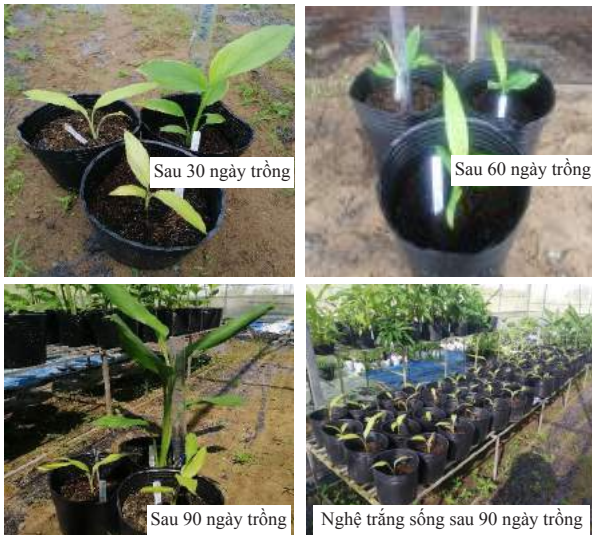 Sau 30 ngày trồng
Sau 60 ngày trồng
Sau 90 ngày trồng
Nghệ trắng sống sau 90 ngày trồng